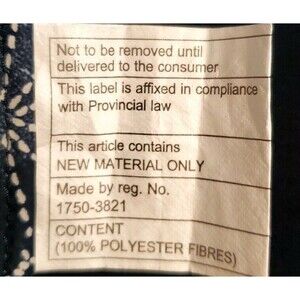 Not to be removed until
delivered to the consumer
This label is affixed in compliance
with Provincial law
This article contains
NEW MATERIAL ONLY
Made by reg. No.
1750-3821
CONTENT
(100% POLYESTER FIBRES)